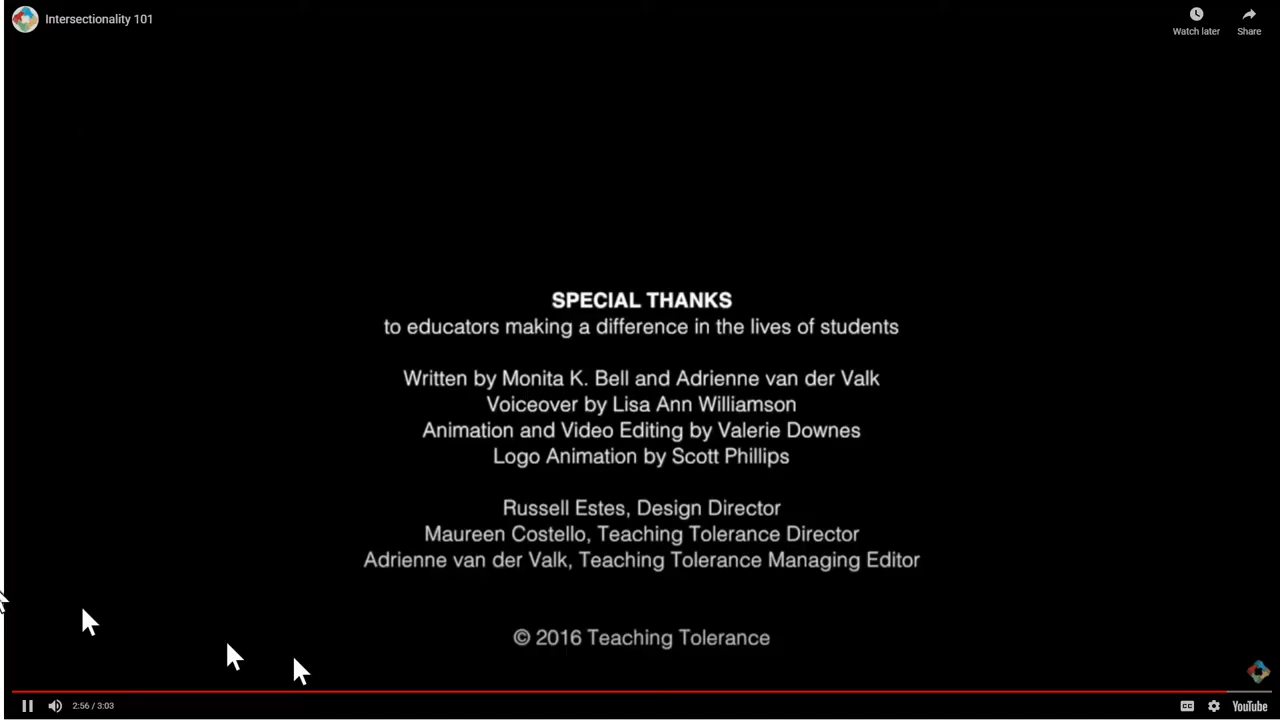 Intersectionality 101
Watch later
Share
SPECIAL THANKS
to educators making a difference in the lives of students
Written by Monita K. Bell and Adrienne van der Valk
Voiceover by Lisa Ann Williamson
Animation and Video Editing by Valerie Downes
Logo Animation by Scott Phillips
Russell Estes, Design Director
Maureen Costello, Teaching Tolerance Director
Adrienne van der Valk, Teaching Tolerance Managing Editor
© 2016 Teaching Tolerance
2:56 / 3:03
CC
YouTube